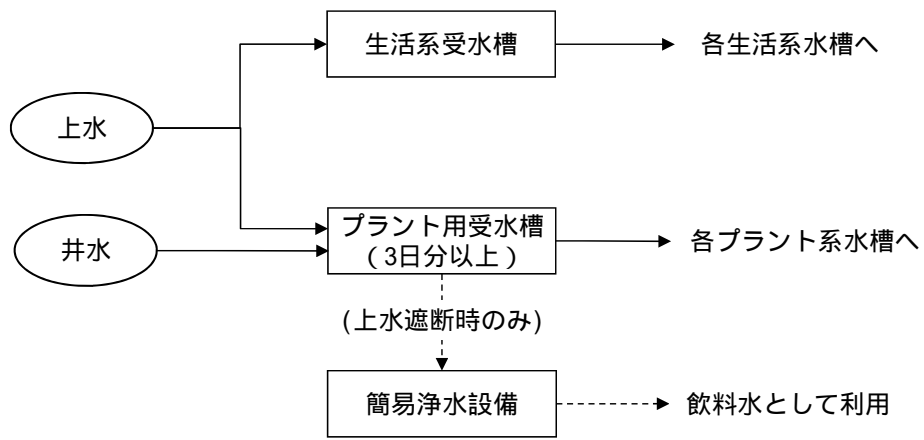 生活系受水槽
各生活系水槽へ
上水
井水
プラント用受水槽
（3日分以上）
各プラント系水槽へ
(上水遮断時のみ)
簡易浄水設備
飲料水として利用